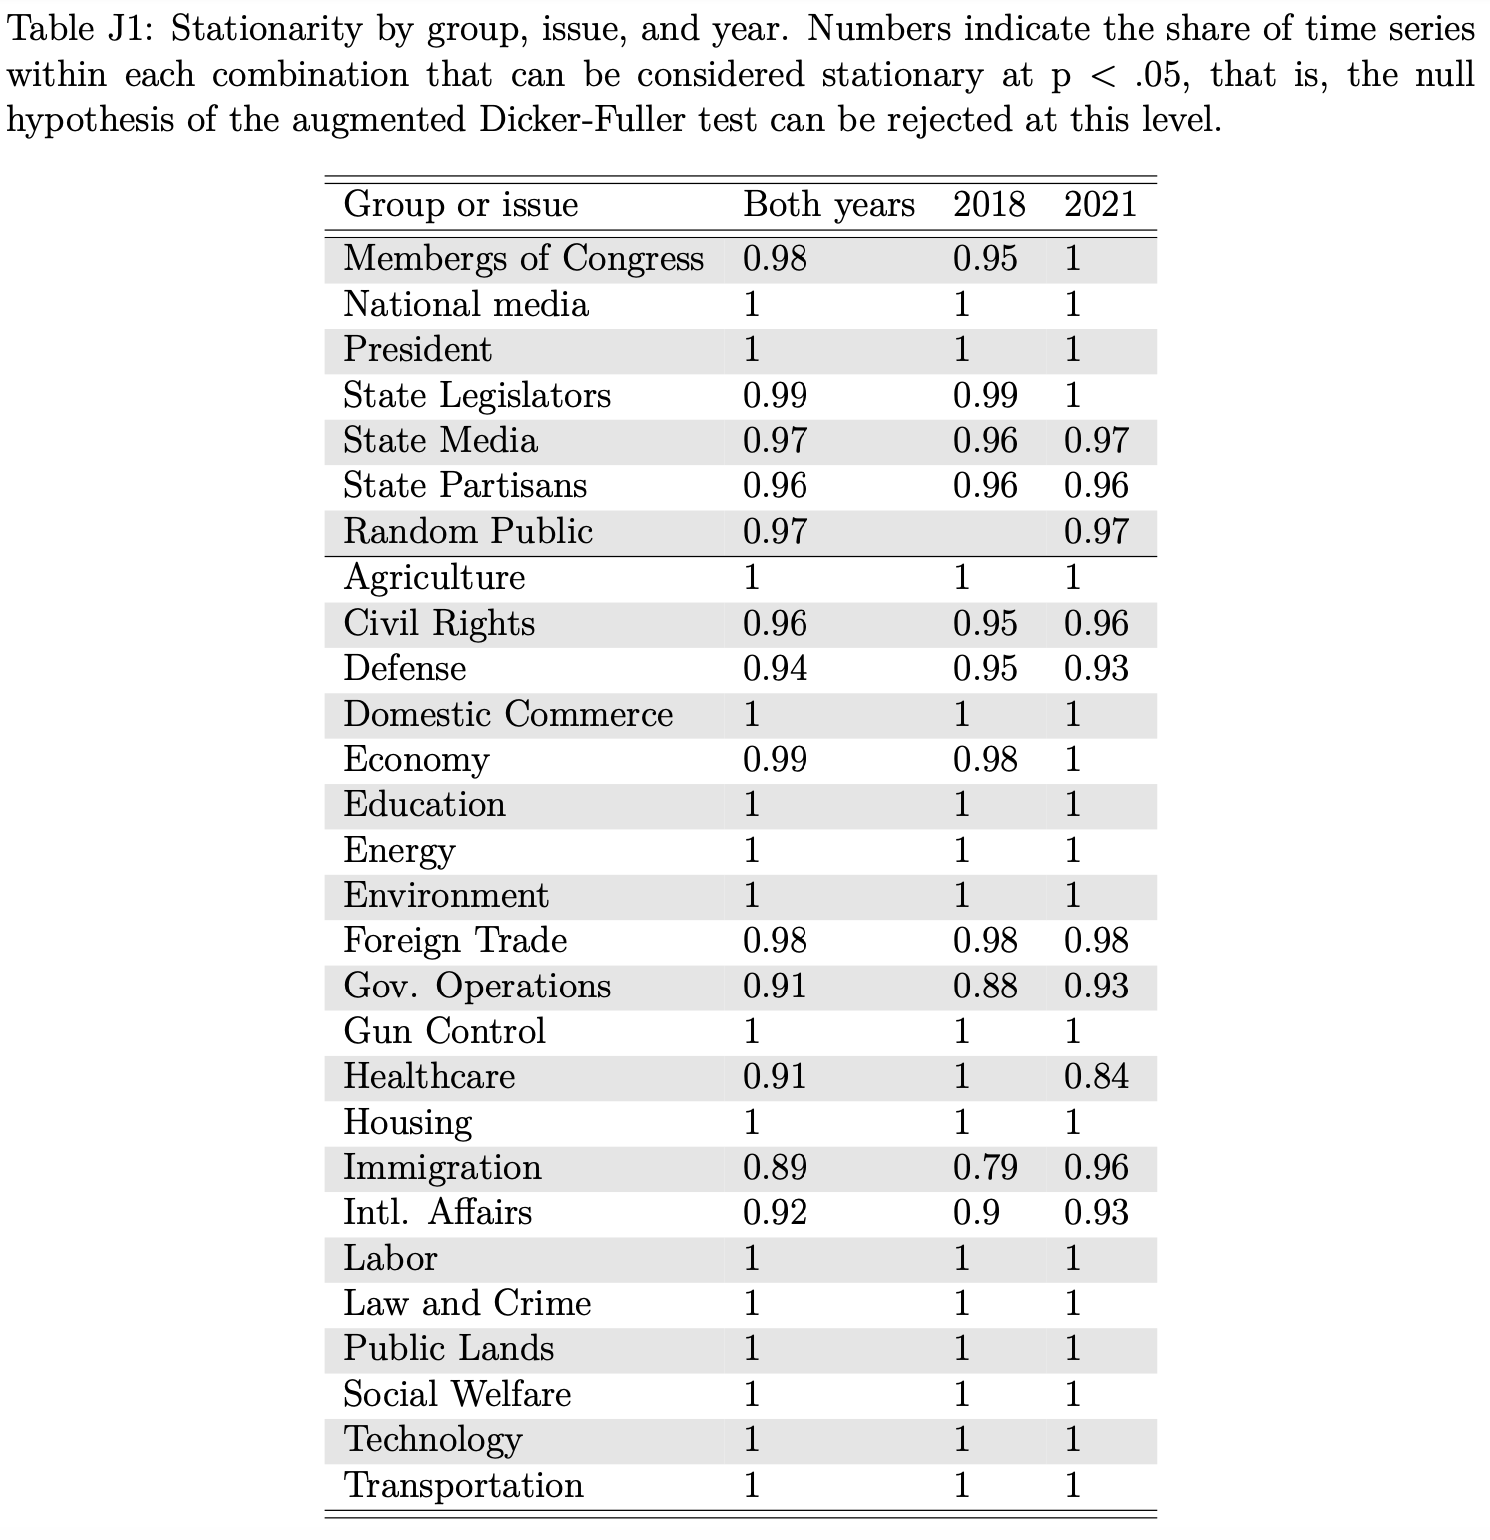 Table J1: Stationarity by group, issue, and year. Numbers indicate the share of time series
within each combination that can be considered stationary at p < .05, that is, the null
hypothesis of the augmented Dicker-Fuller test can be rejected at this level.
Group or issue Both years 2018 2021
Membergs of Congress 0.98 0.95 1
National media 1 1 1
President 1 1 1
State Legislators 0.99 0.99 1
State Media 0.97 0.96 0.97
State Partisans 0.96 0.96 0.96
Random Public 0.97 0.97
Agriculture 1 1 1
Civil Rights 0.96 0.95 0.96
Defense 0.94 0.95 0.93
Domestic Commerce 1 1 1
Economy 0.99 0.98 1
Education 1 1 1
Energy 1 1 1
Environment 1 1 1
Foreign Trade 0.98 0.98 0.98
Gov. Operations 0.91 0.88 0.93
Gun Control 1 1 1
Healthcare 0.91 1 0.84
Housing 1 1 1
Immigration 0.89 0.79 0.96
Intl. Affairs 0.92 0.9 0.93
Labor 1 1 1
Law and Crime 1 1 1
Public Lands 1 1 1
Social Welfare 1 1 1
Technology 1 1 1
Transportation 1 1 1